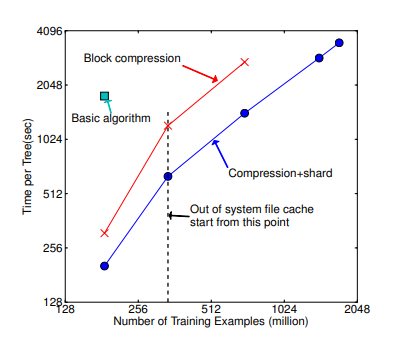 4096
Block compression
2048
Basic algorithm
1024
Compression+shard
512
Out of system file cache
start from this point
256
128
128 256 512 1024 2048
Number of Training Examples (million)
Time per Tree(sec)